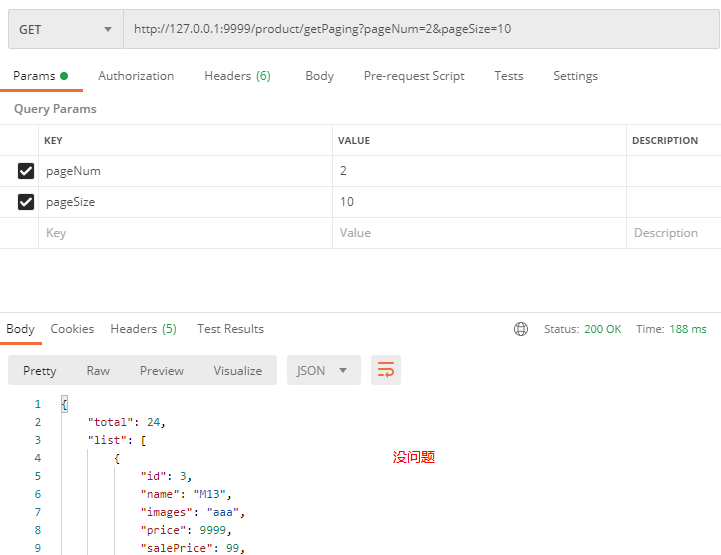 GET http://127.0.0.1:9999/product/getPaging?pageNum=2&pageSize=10
Params Authorization Headers (6) Body Pre-request Script Tests Settings
Query Params
KEY VALUE DESCRIPTION
pageNum 2
pageSize 10
Key Value Description
Body Cookies Headers (5) Test Results Status: 200 OK Time: 188 ms
Pretty Raw Preview Visualize JSON
1 {
2 "total": 24,
3 "list": [
4 {
没问题
5 "id": 3,
6 "name": "M13",
7 "images": "aaa",
8 "price": 9999,
9 "salePrice": 99,